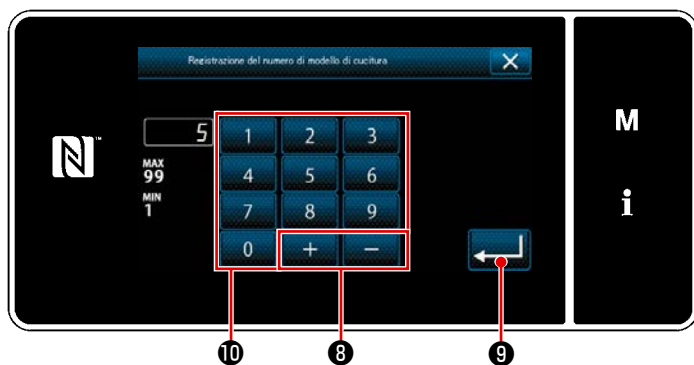 Registrazione del numero di modello di cucitura
5
MAX
99
MIN
1
1 2 3
4 5 6
7 8 9
0 + −
M
i
N™
❿ ❽ ❾